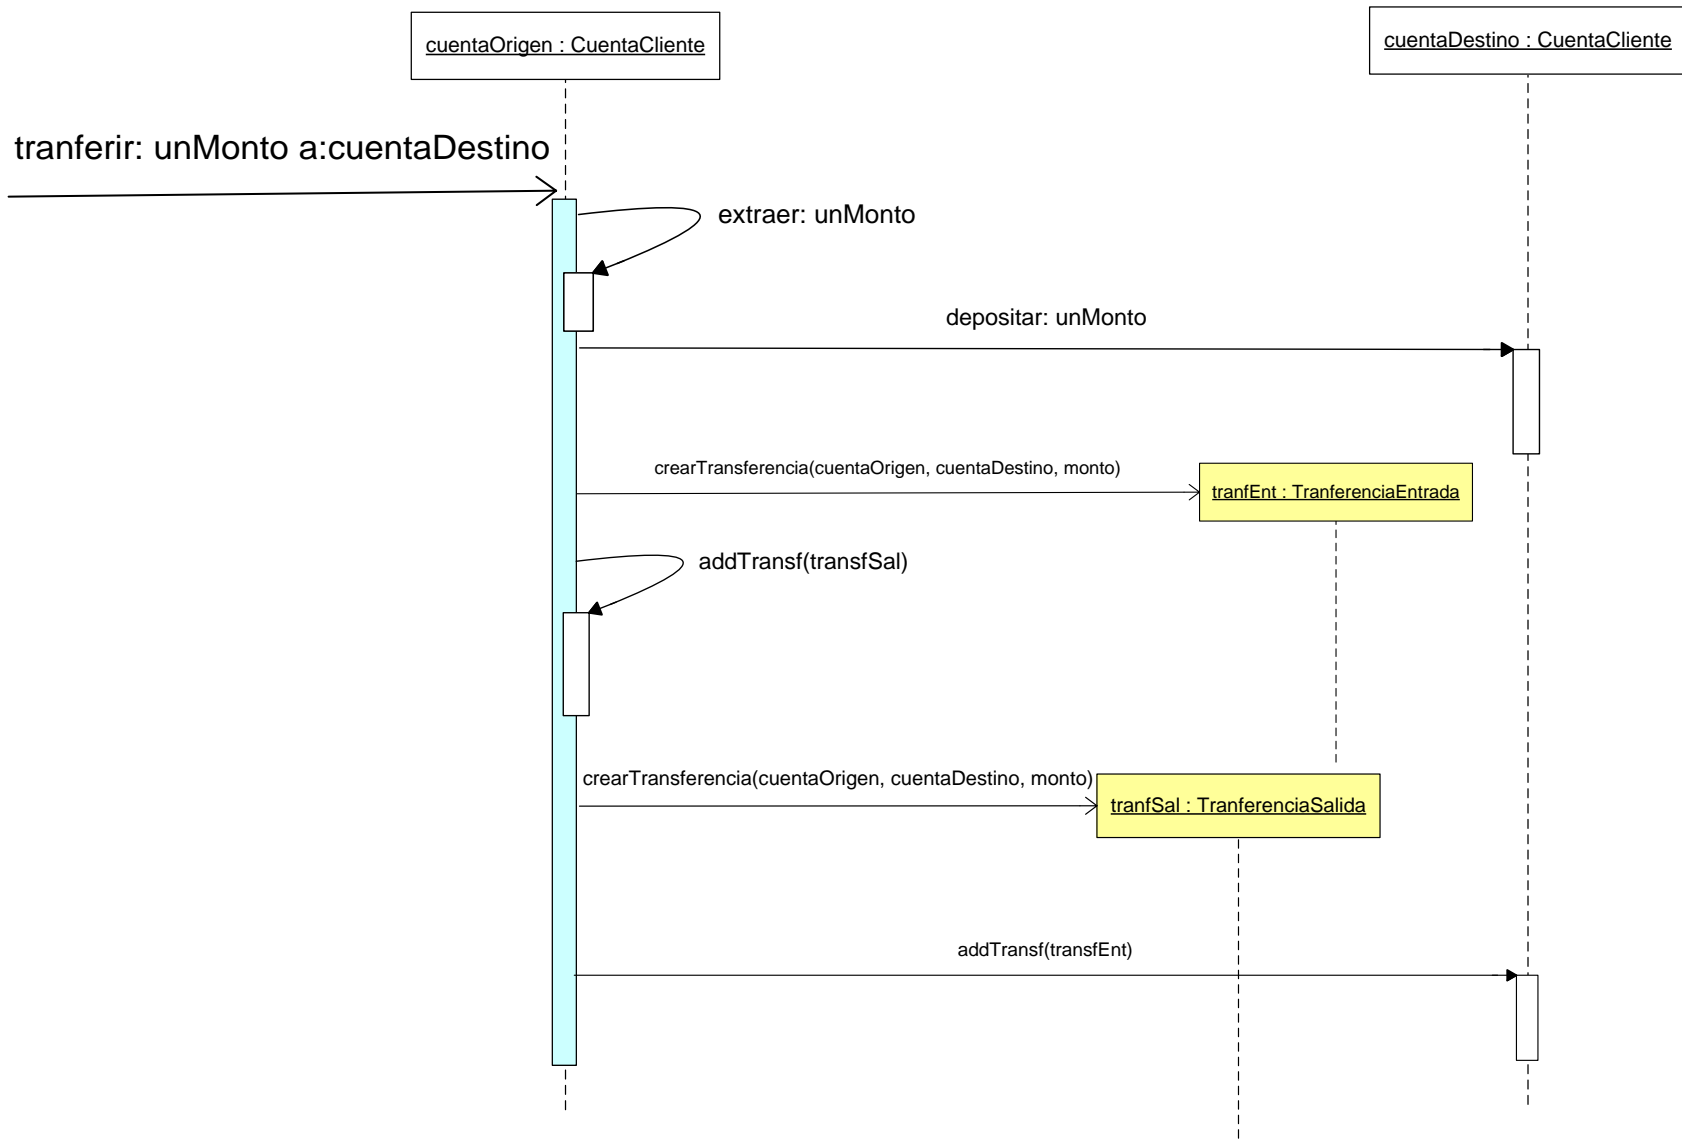 cuentaOrigen : CuentaCliente
cuentaDestino : CuentaCliente
tranferir: unMonto a:cuentaDestino
extraer: unMonto
depositar: unMonto
crearTransferencia(cuentaOrigen, cuentaDestino, monto)
tranfEnt : TranferenciaEntrada
addTransf(transfSal)
crearTransferencia(cuentaOrigen, cuentaDestino, monto)
tranfSal : TranferenciaSalida
addTransf(transfEnt)